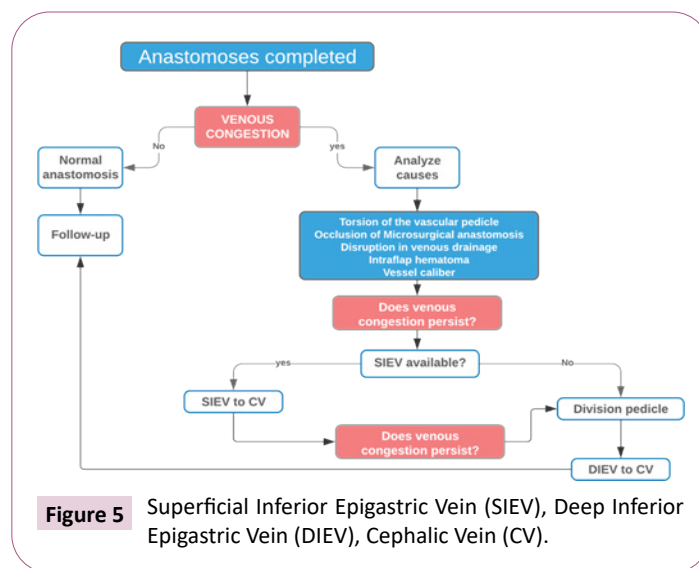 Anastomoses completed
VENOUS
CONGESTION
No
yes
Normal
anastomosis
Analyze
causes
Follow-up
Torsion of the vascular pedicle
Occlusion of Microsurgical anastomosis
Disruption in venous drainage
Intraflap hematoma
Vessel caliber
Does venous
congestion persist?
yes
SIEV available?
No
SIEV to CV
Division pedicle
Does venous
congestion persist?
DIEV to CV
Figure 5
Superficial Inferior Epigastric Vein (SIEV), Deep Inferior
Epigastric Vein (DIEV), Cephalic Vein (CV).